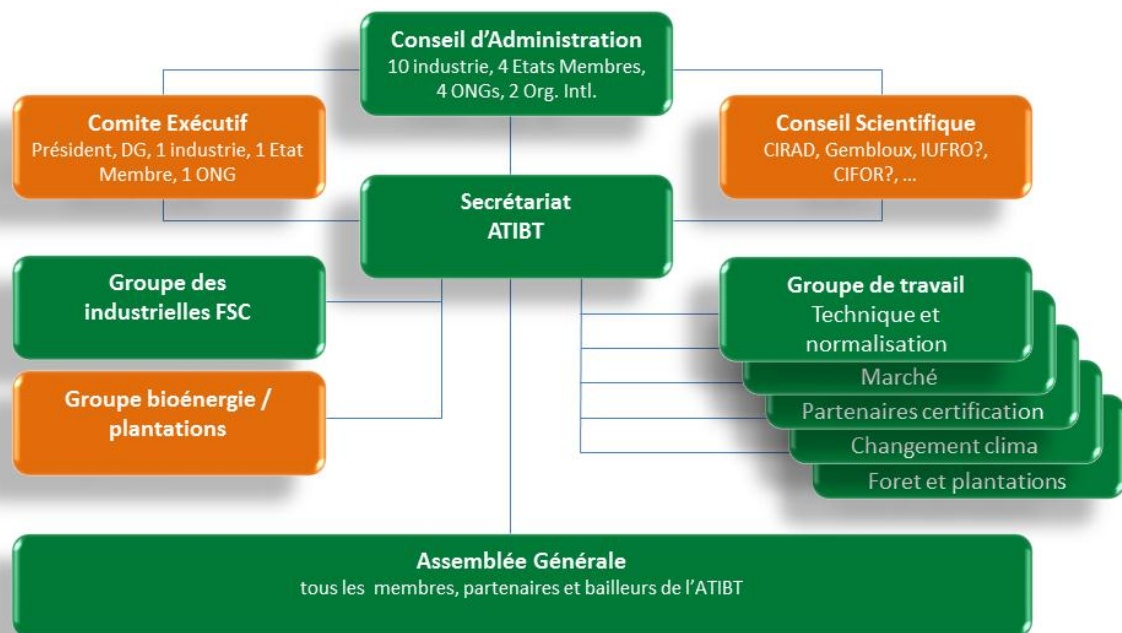 Conseil d'Administration
10 industrie, 4 Etats Membres,
4 ONGs, 2 Org. Intl.
Comite Exécutif
Président, DG, 1 industrie, 1 Etat
Membre, 1 ONG
Conseil Scientifique
CIRAD, Gembloux, IUFRO?,
CIFOR?, ...
Secrétariat
ATIBT
Groupe des
industrielles FSC
Groupe bioénergie /
plantations
Groupe de travail
Technique et
normalisation
Marché
Partenaires certification
Changement clima
Foret et plantations
Assemblée Générale
tous les membres, partenaires et bailleurs de l'ATIBT